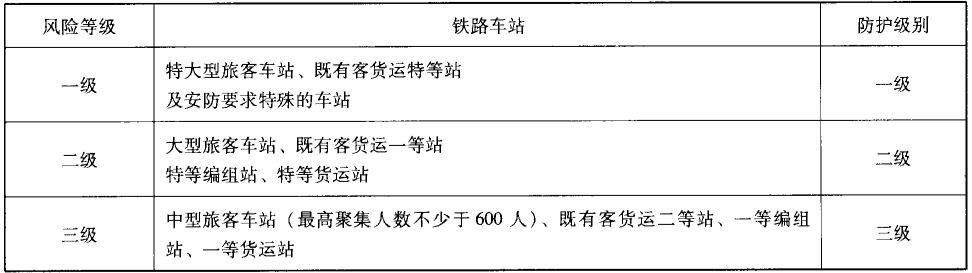 风险等级 铁路车站 防护级别
一级 特大型旅客车站、既有客货运特等站 一级
及安防要求特殊的车站
二级 大型旅客车站、既有客货运一等站 二级
特等编组站、特等货运站
三级 中型旅客车站（最高聚集人数不少于 600 人）、既有客货运二等站、一等编组 三级
站、一等货运站